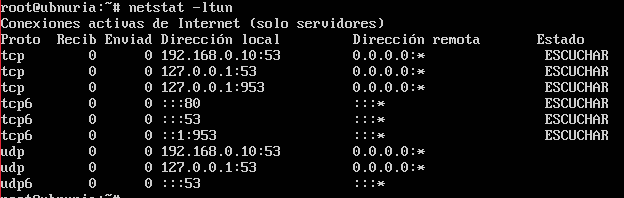 root@ubnuria:~# netstat -ltun
Conexiones activas de Internet (solo servidores)
Proto Recib Enviad Dirección local Dirección remota Estado
tcp 0 0 192.168.0.10:53 0.0.0.0:* ESCUCHAR
tcp 0 0 127.0.0.1:53 0.0.0.0:* ESCUCHAR
tcp 0 0 127.0.0.1:953 0.0.0.0:* ESCUCHAR
tcp6 0 0 :::80 :::* ESCUCHAR
tcp6 0 0 :::53 :::* ESCUCHAR
tcp6 0 0 ::1:953 :::* ESCUCHAR
udp 0 0 192.168.0.10:53 0.0.0.0:*
udp 0 0 127.0.0.1:53 0.0.0.0:*
udp6 0 0 :::53 :::*
root@ubnuria:~#